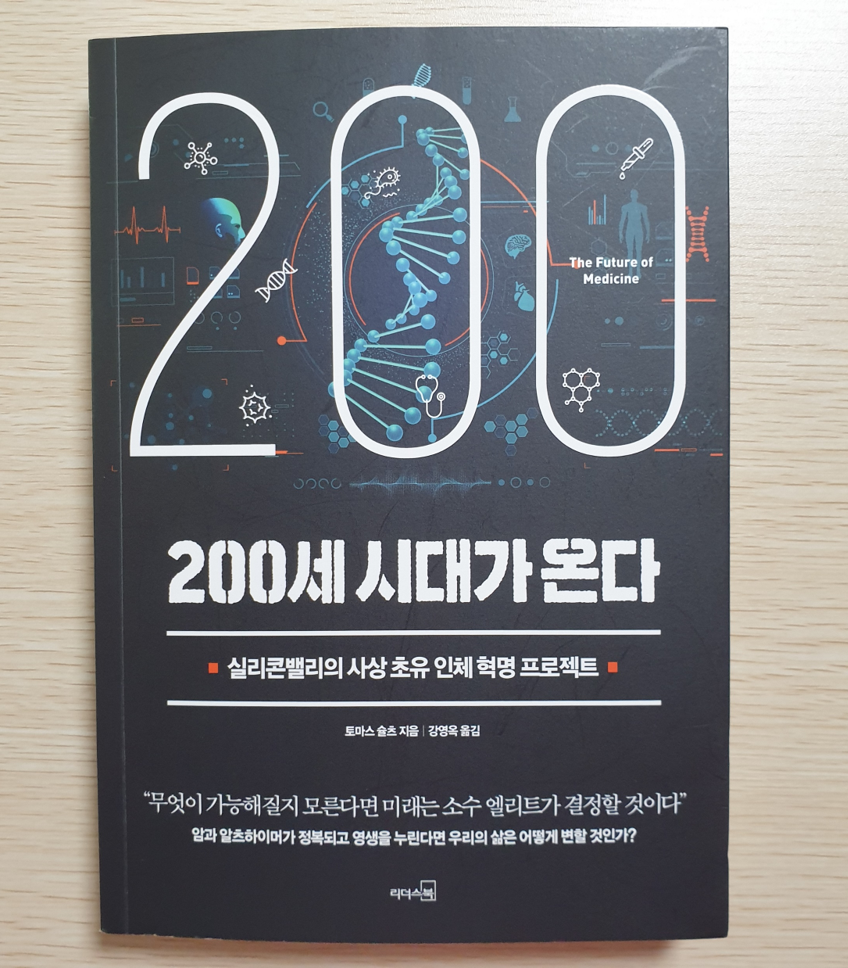 200
The Future of
Medicine
200세 시대가 온다
실리콘밸리의 사상 초유 인체 혁명 프로젝트
토마스 슐츠 지음 | 강영옥 옮김
“무엇이 가능해질지 모른다면 미래는 소수 엘리트가 결정할 것이다”
암과 알츠하이머가 정복되고 영생을 누린다면 우리의 삶은 어떻게 변할 것인가?
리더스북